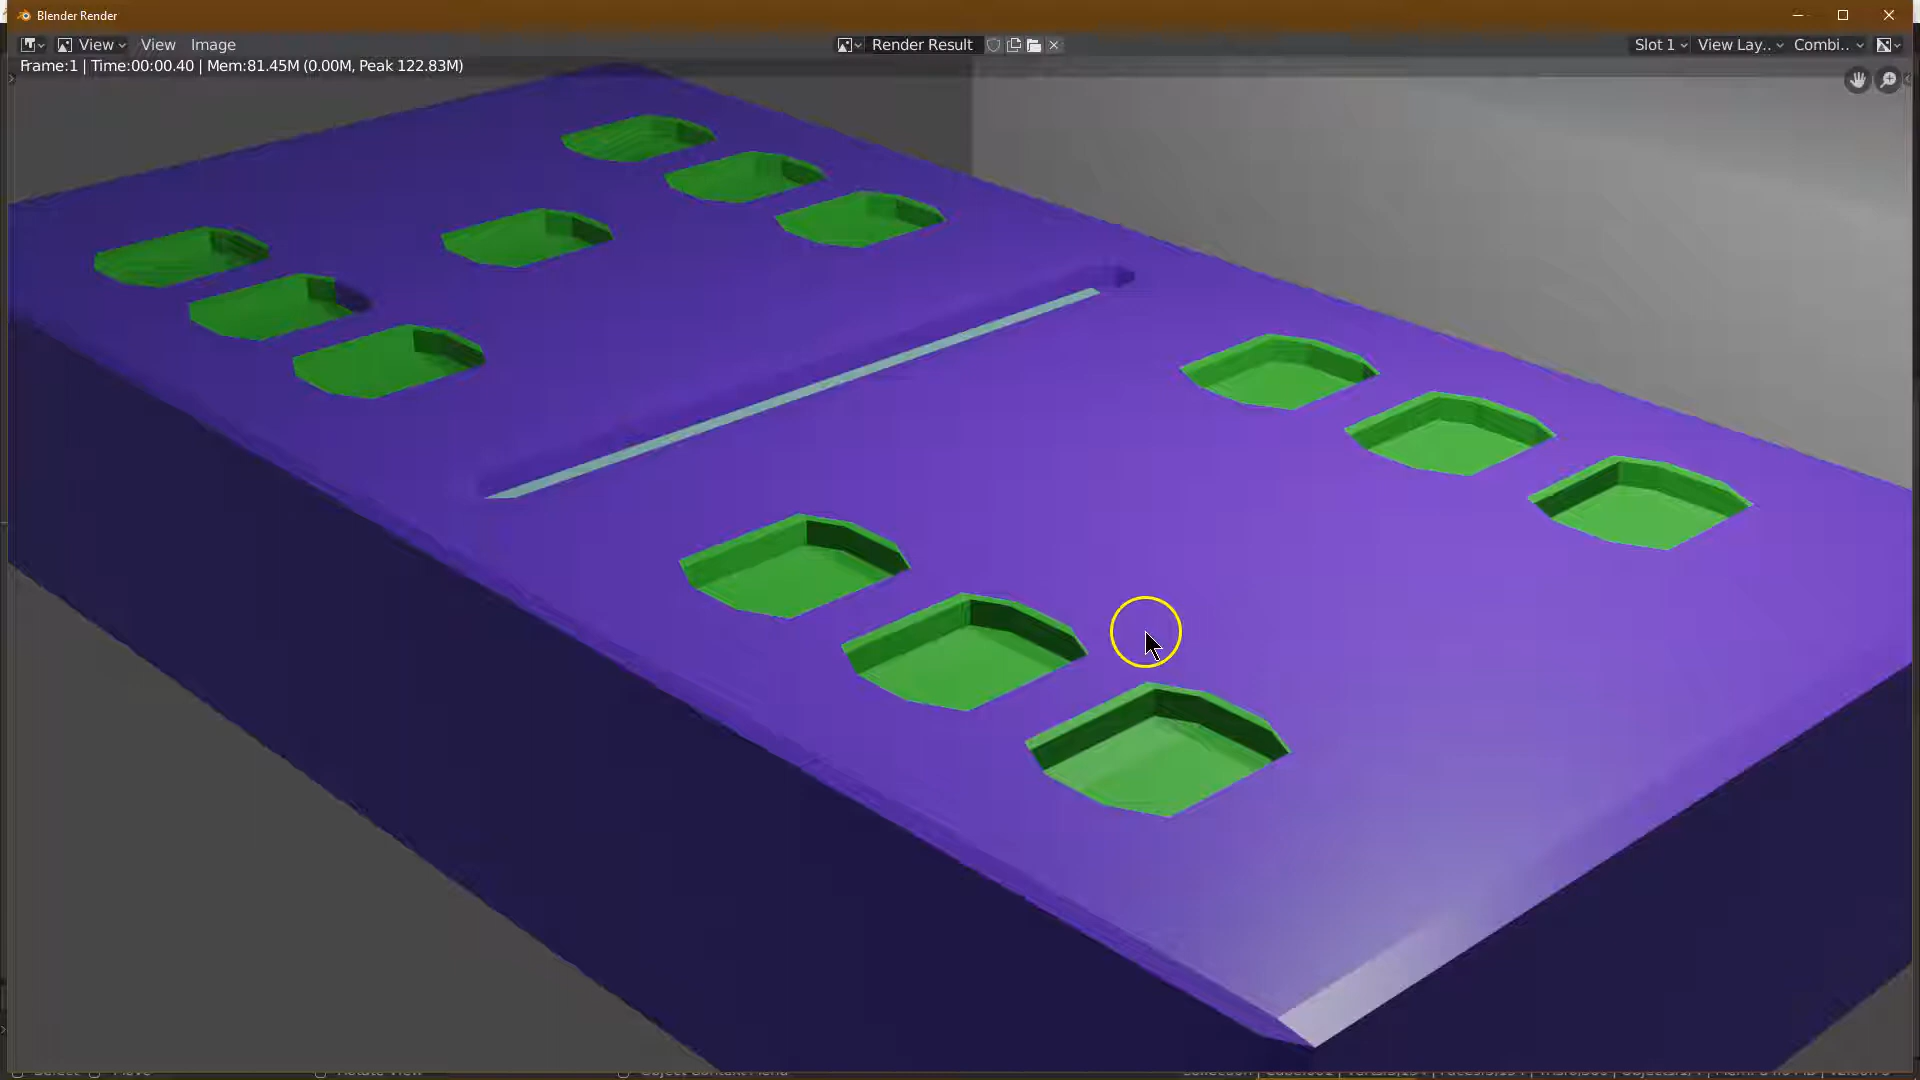 Blender Render
View View Image Render Result Slot 1 View Lay.. Combi..
Frame:1 | Time:00:00.40 | Mem:81.45M (0.00M, Peak 122.83M)